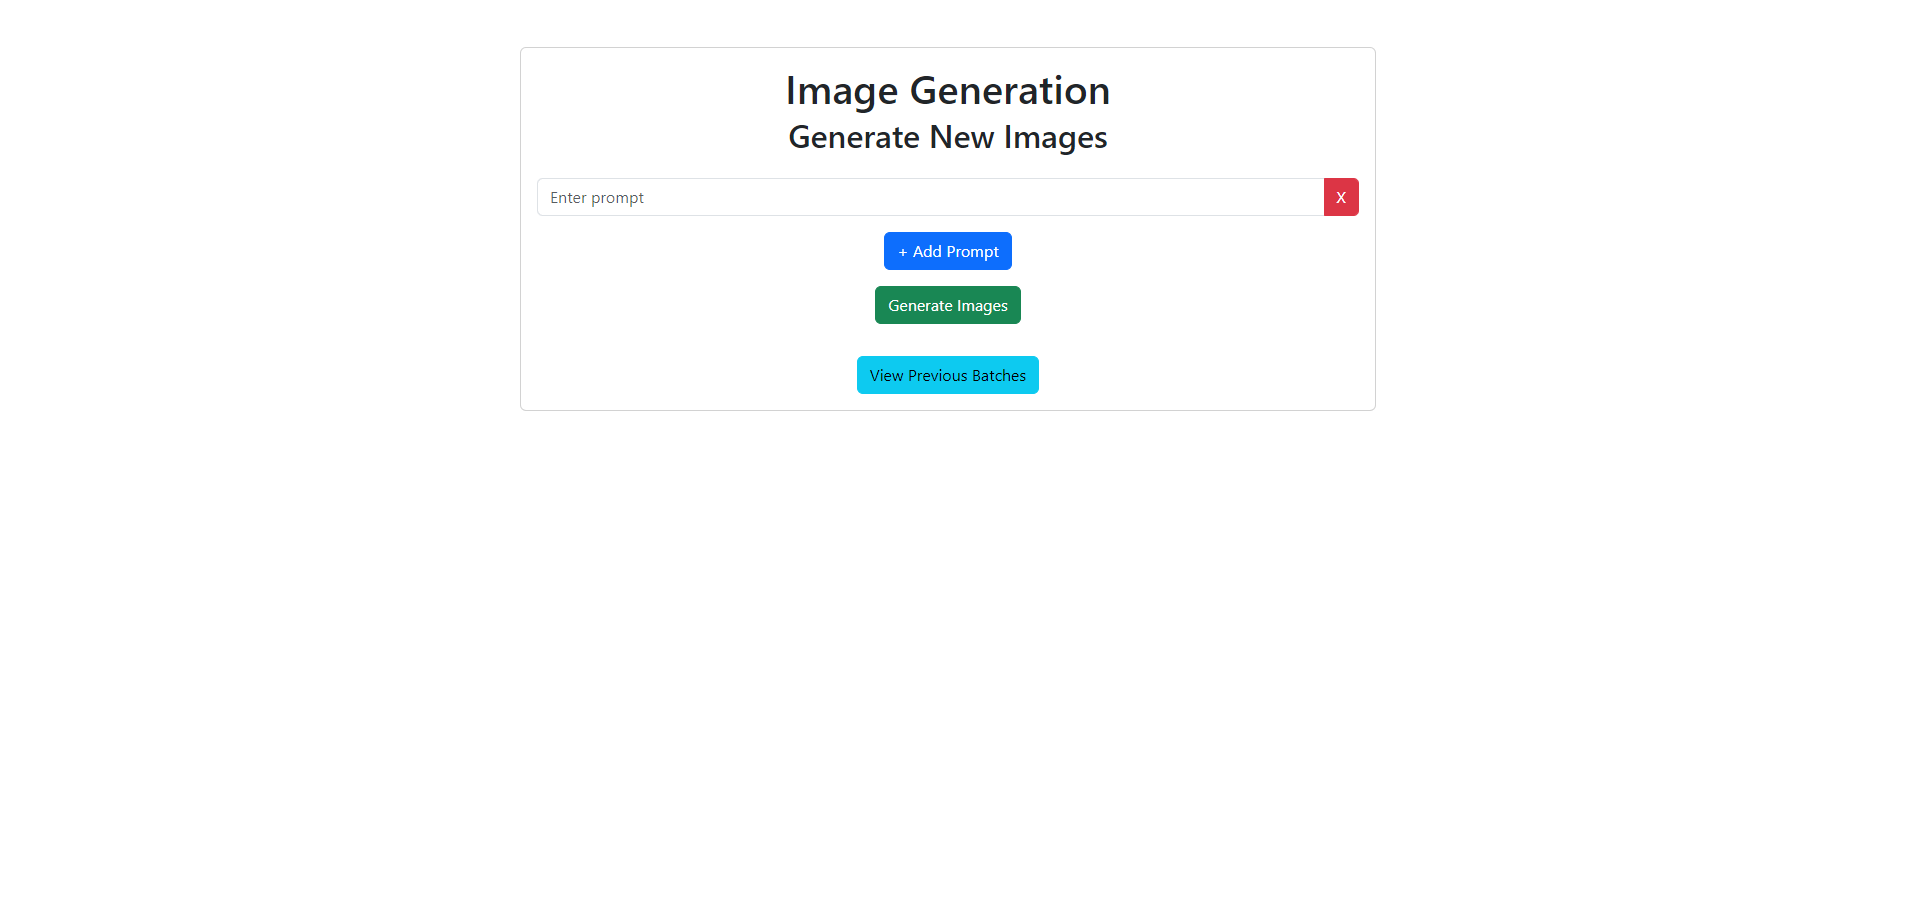 Image Generation
Generate New Images
Enter prompt
X
+ Add Prompt
Generate Images
View Previous Batches